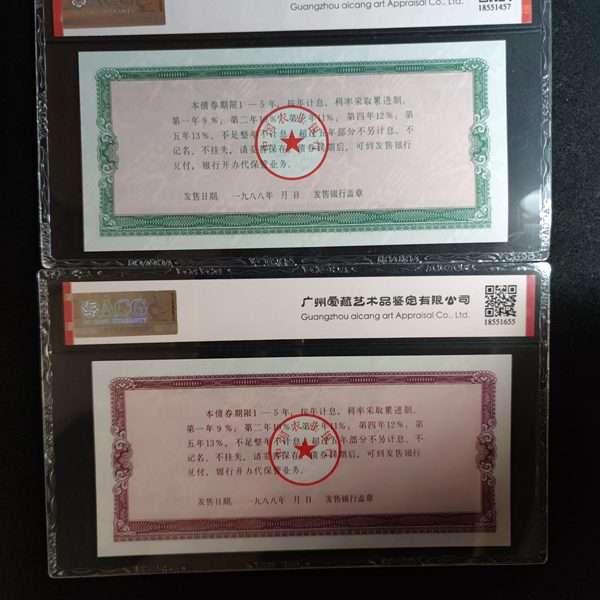 Guangzhou aicang art Appraisal Co., Ltd.
18551457
本债券期限1—5年，按年计息，利率采取累进制。
第一年9％；第二年10％；第三年11％；第四年12％；第
五年13％。不足整年不计息，超过五年部分不另计息。不
记名、不挂失，请妥善保存。债券到期后，可到发售银行
兑付，银行开办代保管业务。
发售日期： 一九八八年 月 日 发售银行盖章
ACG
广州爱藏艺术品鉴定有限公司
Guangzhou aicang art Appraisal Co., Ltd.
18551655
本债券期限1—5年，按年计息，利率采取累进制。
第一年9％；第二年10％；第三年11％；第四年12％；第
五年13％。不足整年不计息，超过五年部分不另计息。不
记名、不挂失，请妥善保存。债券到期后，可到发售银行
兑付，银行开办代保管业务。
发售日期： 一九八八年 月 日 发售银行盖章